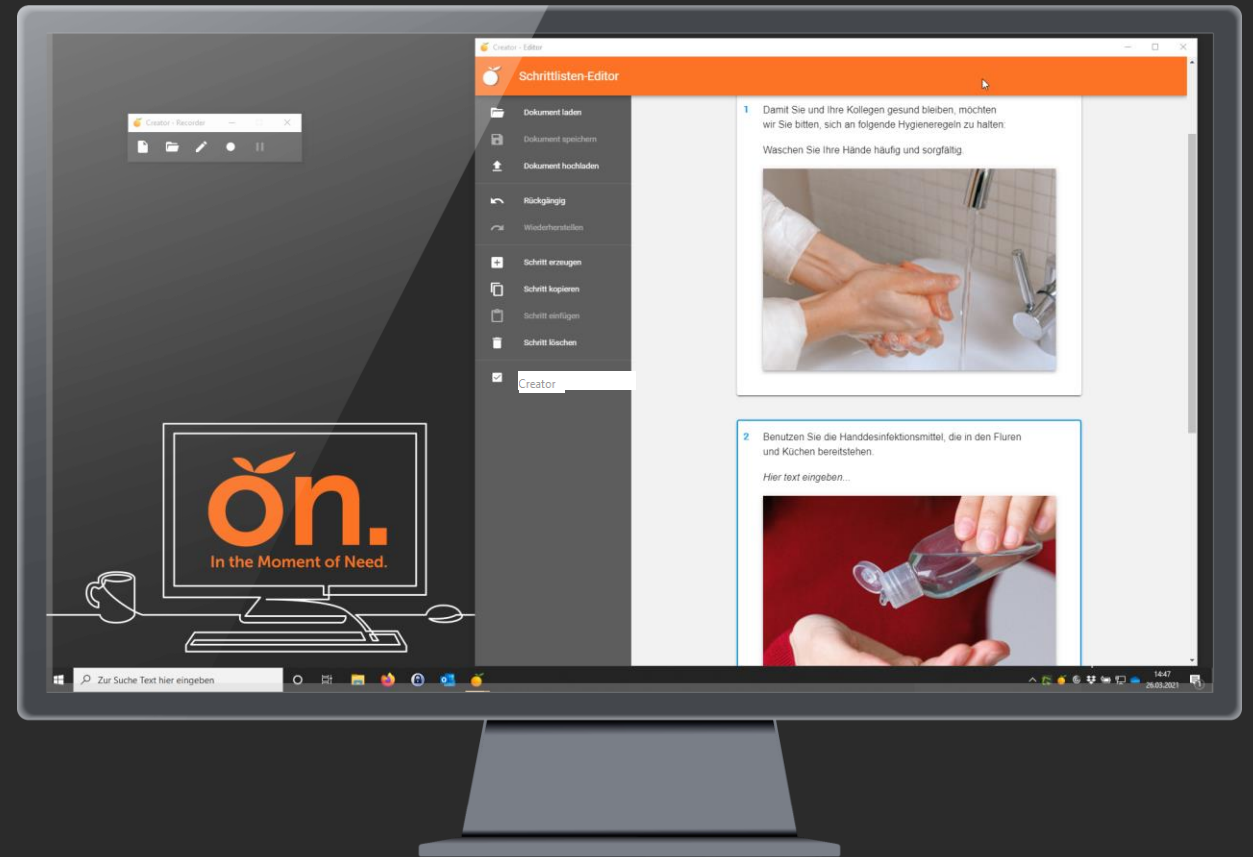 Creator - Editor
Schrittlisten-Editor
Creator - Recorder
Dokument laden
Dokument speichern
Dokument hochladen
Rückgängig
Wiederherstellen
Schritt erzeugen
Schritt kopieren
Schritt einfügen
Schritt löschen
Creator
1 Damit Sie und Ihre Kollegen gesund bleiben, möchten
wir Sie bitten, sich an folgende Hygieneregeln zu halten:
Waschen Sie Ihre Hände häufig und sorgfältig.
2 Benutzen Sie die Handdesinfektionsmittel, die in den Fluren
und Küchen bereitstehen.
Hier text eingeben...
ön.
In the Moment of Need.
Zur Suche Text hier eingeben
14:47
26.03.2021